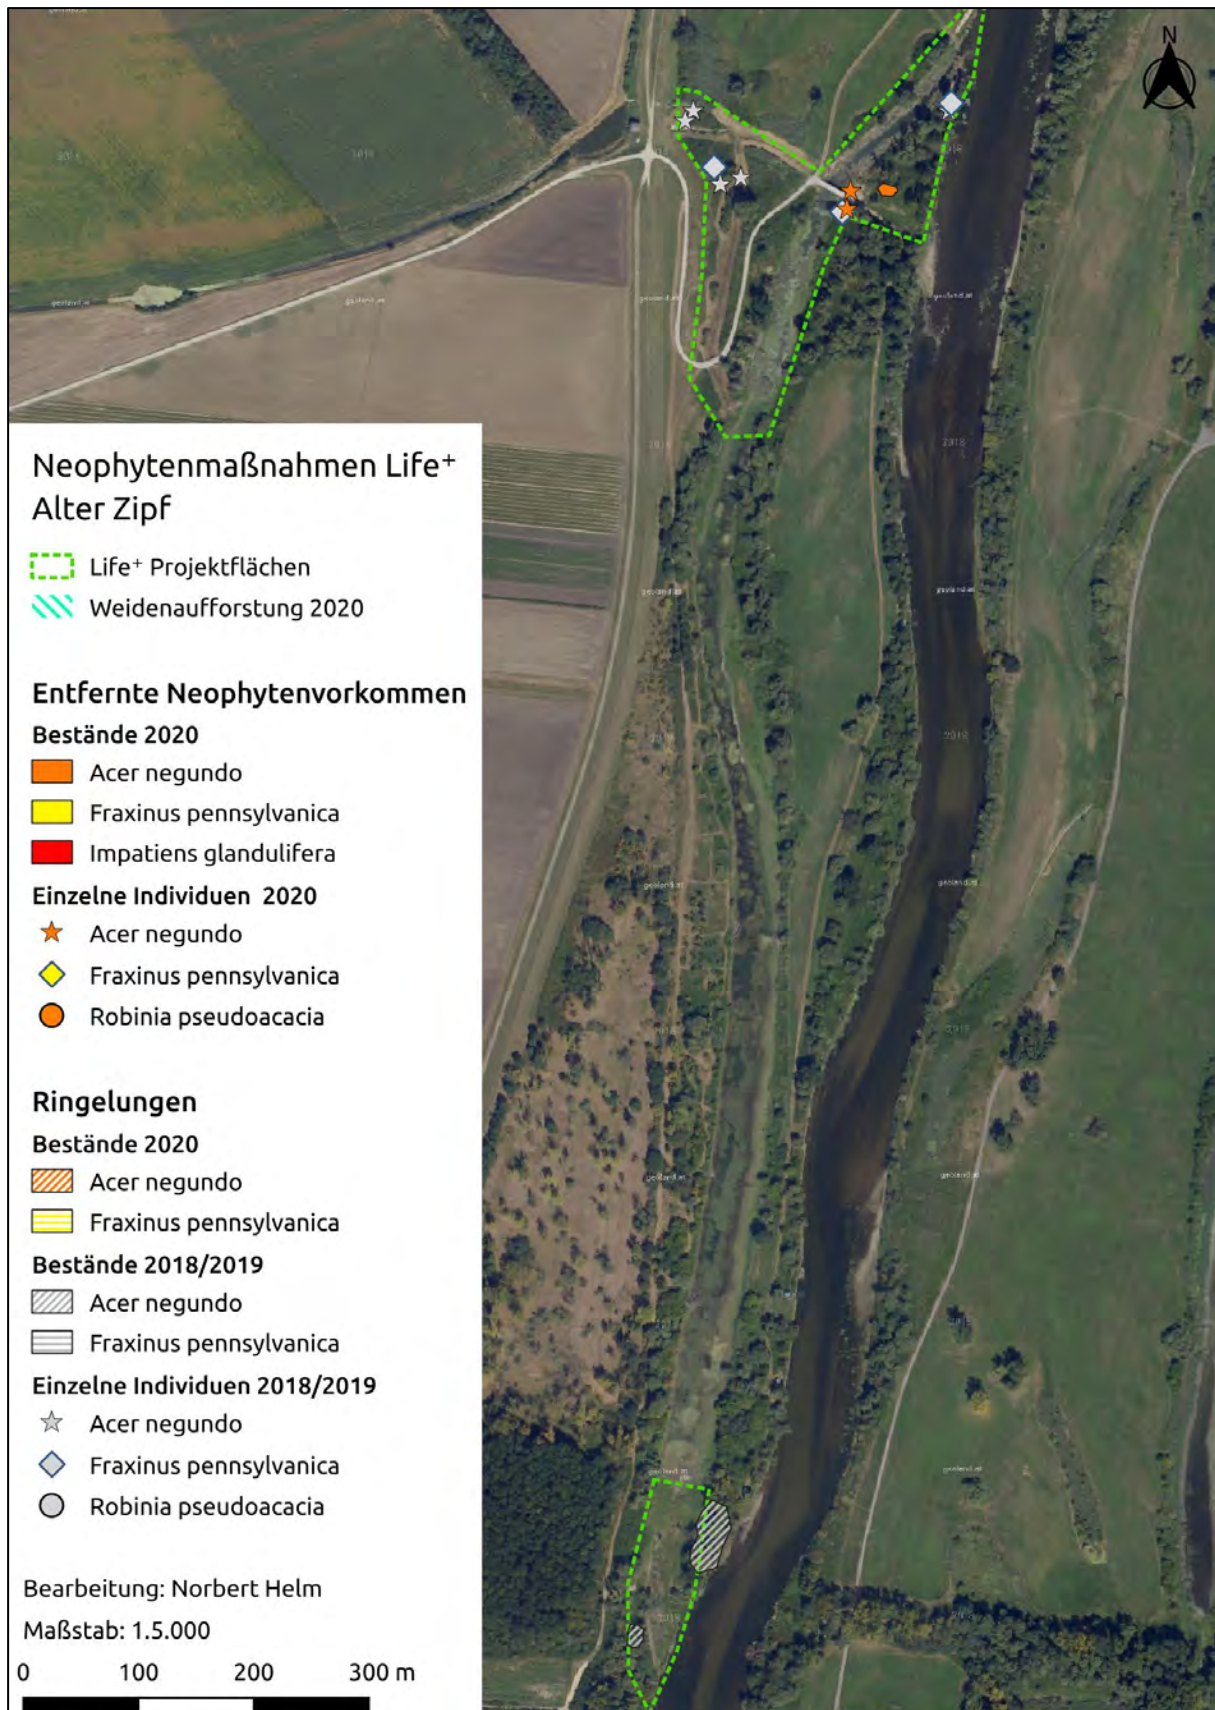 N
Neophytenmaßnahmen Life⁺
Alter Zipf
Life⁺ Projektflächen
Weidenaufforstung 2020
Entfernte Neophytenvorkommen
Bestände 2020
Acer negundo
Fraxinus pennsylvanica
Impatiens glandulifera
Einzelne Individuen 2020
Acer negundo
Fraxinus pennsylvanica
Robinia pseudoacacia
Ringelungen
Bestände 2020
Acer negundo
Fraxinus pennsylvanica
Bestände 2018/2019
Acer negundo
Fraxinus pennsylvanica
Einzelne Individuen 2018/2019
Acer negundo
Fraxinus pennsylvanica
Robinia pseudoacacia
Bearbeitung: Norbert Helm
Maßstab: 1.5.000
0 100 200 300 m